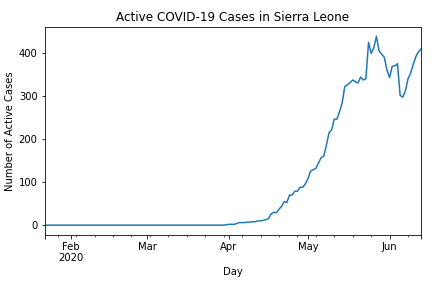 Active COVID-19 Cases in Sierra Leone
Number of Active Cases
400
300
200
100
0
Feb Mar Apr May Jun
2020
Day